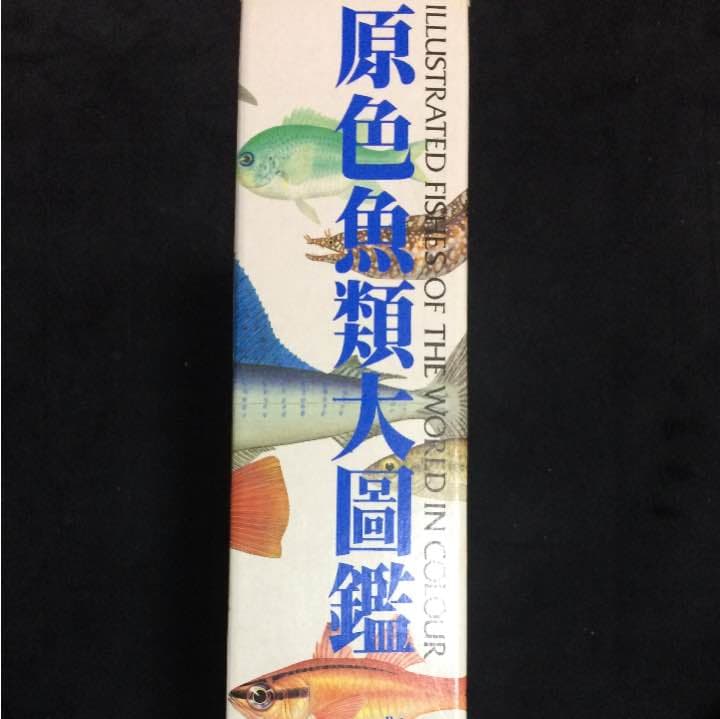 原色魚類大圖鑑
ILLUSTRATED FISHES OF THE WORLD IN COLOUR